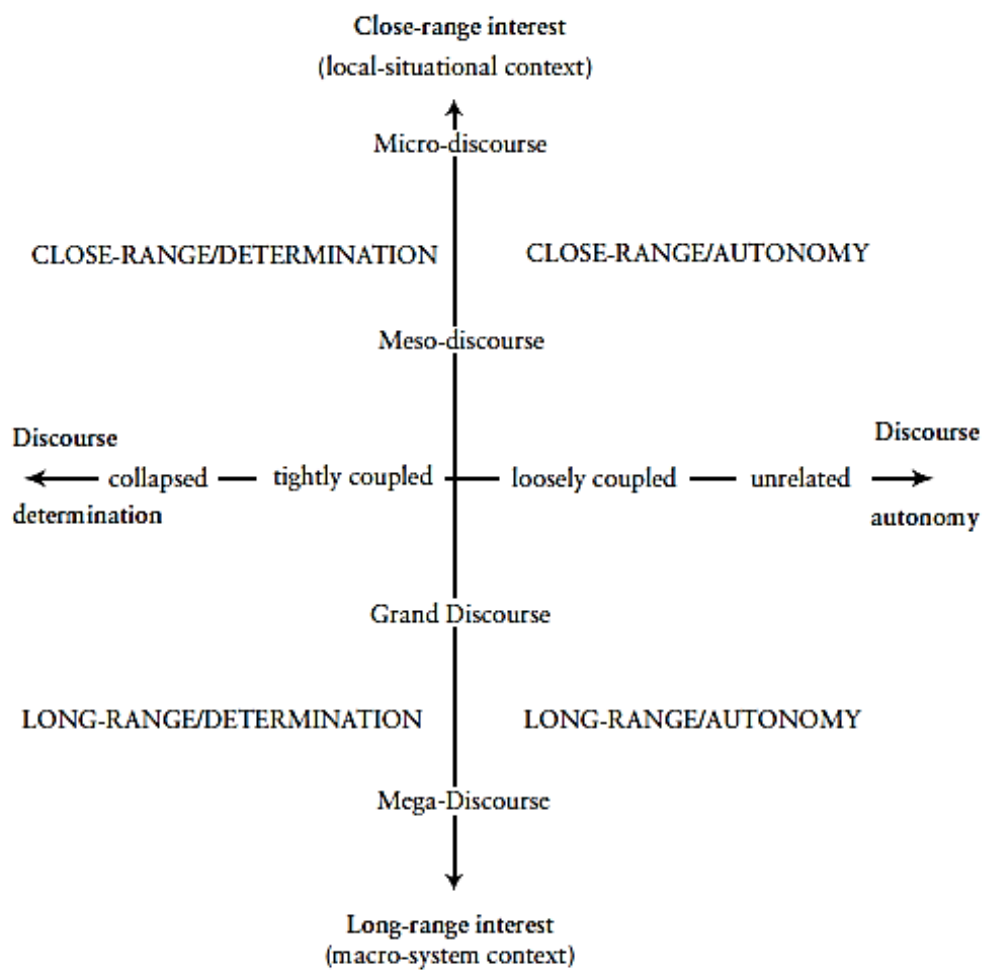 Close-range interest
(local-situational context)
Micro-discourse
CLOSE-RANGE/DETERMINATION CLOSE-RANGE/AUTONOMY
Meso-discourse
Discourse Discourse
collapsed tightly coupled loosely coupled unrelated
determination autonomy
Grand Discourse
LONG-RANGE/DETERMINATION LONG-RANGE/AUTONOMY
Mega-Discourse
Long-range interest
(macro-system context)